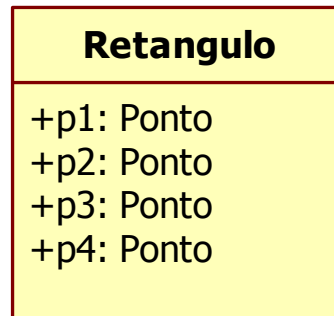 Retangulo
+p1: Ponto
+p2: Ponto
+p3: Ponto
+p4: Ponto